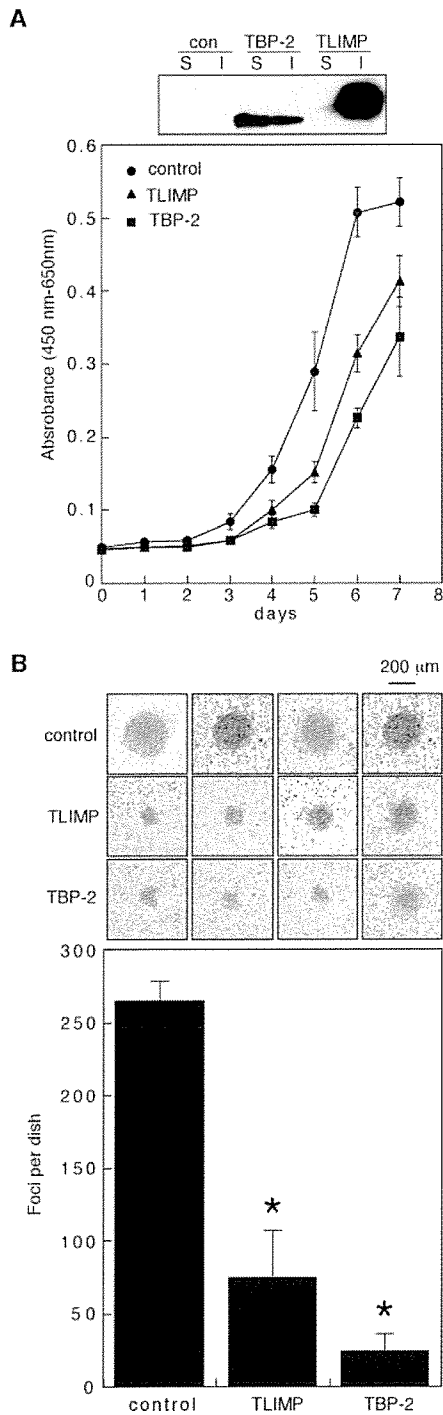 A
con TBP-2 TLIMP
S I S I S I
0.6
0.5
0.4
0.3
0.2
0.1
0
Absrobance (450 nm-650nm)
control
TLIMP
TBP-2
0 1 2 3 4 5 6 7 8
days
B
200 μm
control
TLIMP
TBP-2
300
250
200
150
100
50
0
Foci per dish
*
*
control TLIMP TBP-2